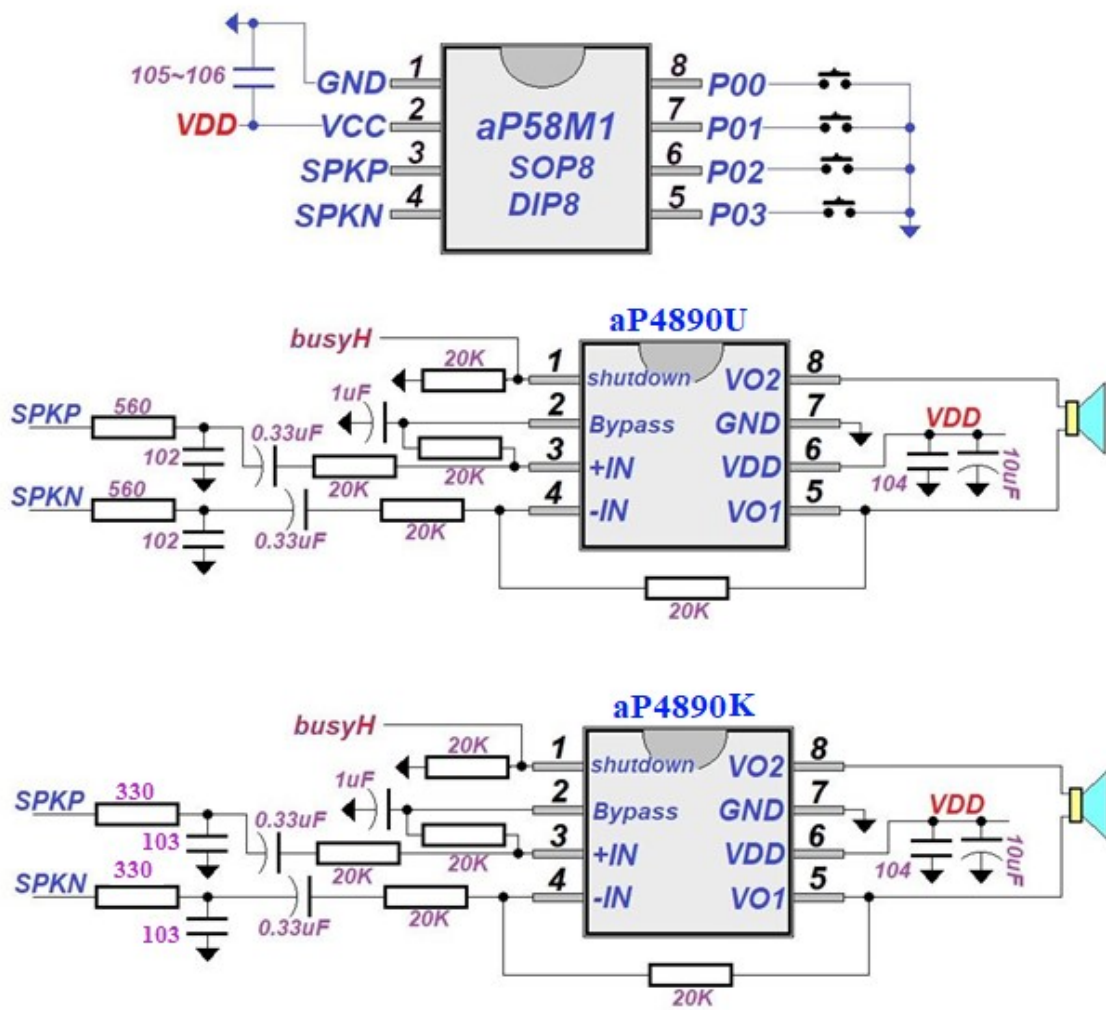 1
8
105~106
GND
P00
2
7
VDD
VCC
aP58M1
P01
3
6
SPKP
SOP8
P02
4
5
SPKN
DIP8
P03
aP4890U
busyH
20K
1
8
shutdown
VO2
1uF
2
7
SPKP
560
Bypass
GND
VDD
0.33uF
3
6
102
20K
20K
+IN
VDD
104
10uF
SPKN
560
4
5
102
0.33uF
20K
-IN
VO1
20K
aP4890K
busyH
20K
1
8
shutdown
VO2
1uF
2
7
SPKP
330
Bypass
GND
VDD
0.33uF
3
6
103
20K
20K
+IN
VDD
104
10uF
SPKN
330
4
5
103
0.33uF
20K
-IN
VO1
20K